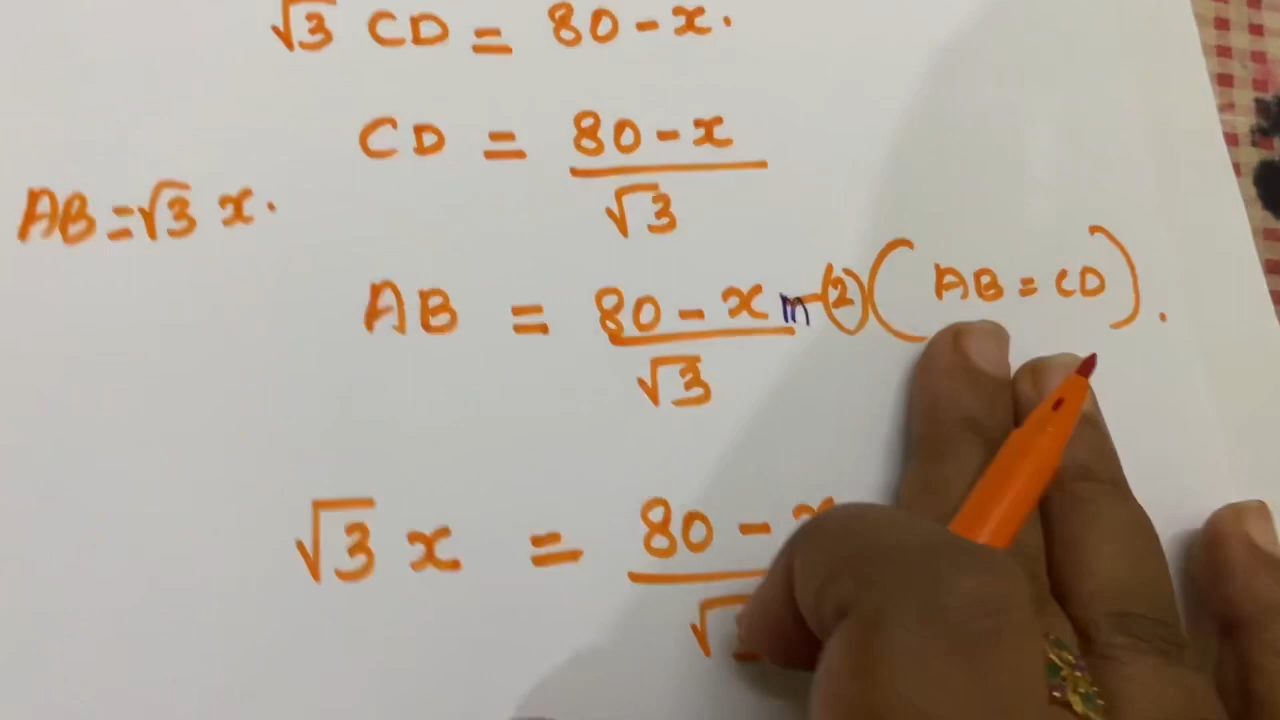 √3 CD = 80 - x.
CD = 80 - x / √3
AB = √3 x.
AB = 80 - x / √3 m - (2) ( AB = CD ).
√3 x = 80 - x / √